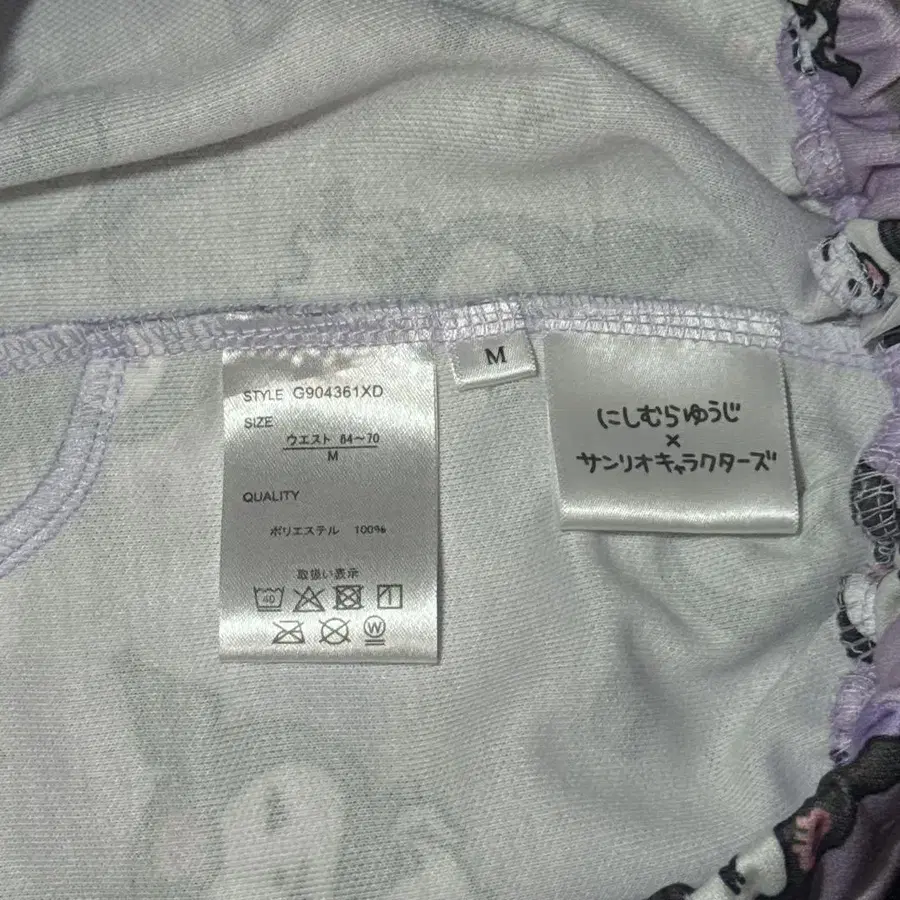 STYLE G904361XD
SIZE
ウエスト 64~70
M
QUALITY
ポリエステル 100%
取扱い表示
40
W
M
にしむらゆうじ
×
サンリオキャラクターズ